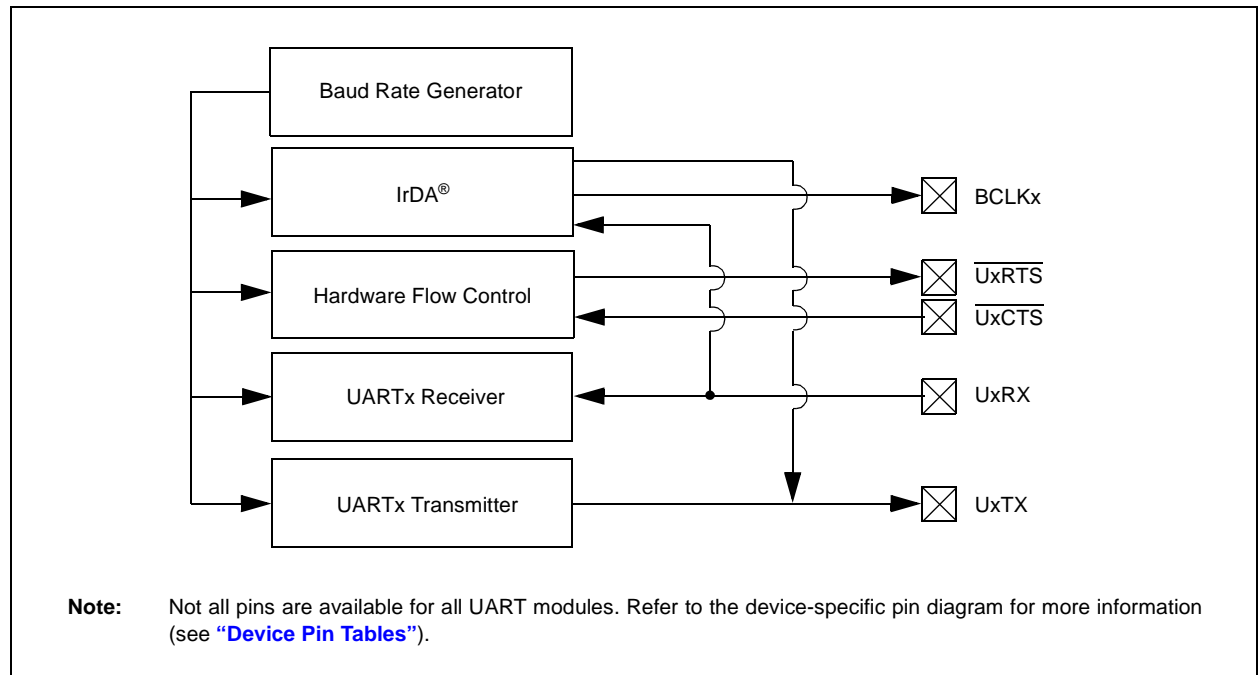 Baud Rate Generator
IrDA®
BCLKx
UxRTS
Hardware Flow Control
UxCTS
UARTx Receiver
UxRX
UARTx Transmitter
UxTX
Note: Not all pins are available for all UART modules. Refer to the device-specific pin diagram for more information
(see “Device Pin Tables”).